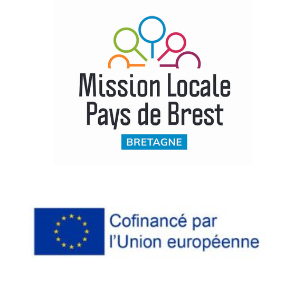 Mission Locale
Pays de Brest
BRETAGNE
Cofinancé par
l'Union européenne